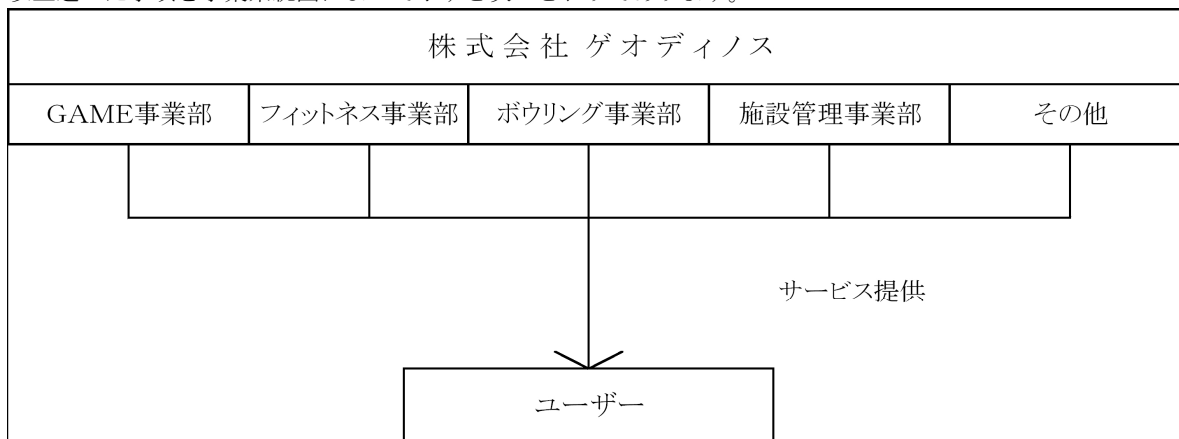 株式会社 ゲオディノス
GAME事業部 フィットネス事業部 ボウリング事業部 施設管理事業部 その他
サービス提供
ユーザー